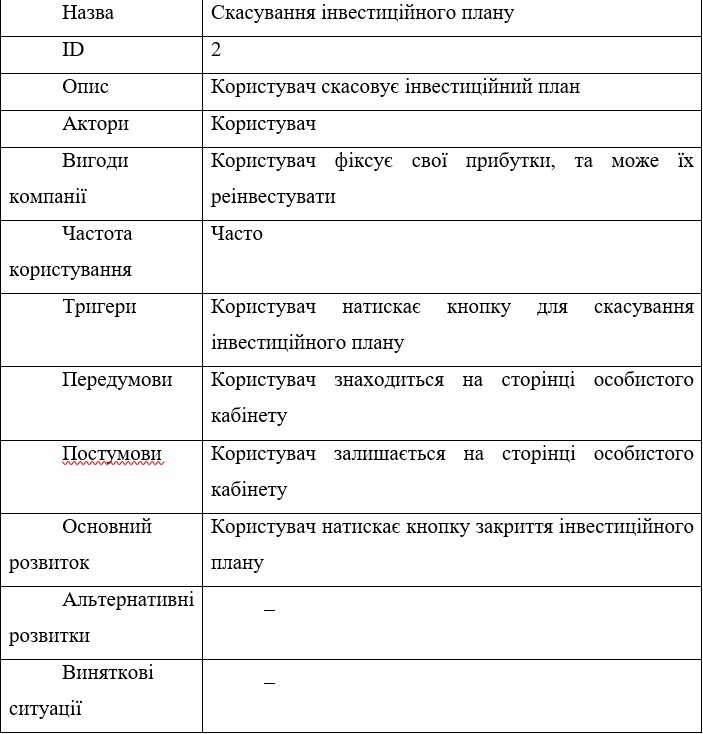 Назва
Скасування інвестиційного плану
ID
2
Опис
Користувач скасовує інвестиційний план
Актори
Користувач
Вигоди
компанії
Користувач фіксує свої прибутки, та може їх
реінвестувати
Частота
користування
Часто
Тригери
Користувач натискає кнопку для скасування
інвестиційного плану
Передумови
Користувач знаходиться на сторінці особистого
кабінету
Постумови
Користувач залишається на сторінці особистого
кабінету
Основний
розвиток
Користувач натискає кнопку закриття інвестиційного
плану
Альтернативні
розвитки
–
Виняткові
ситуації
–